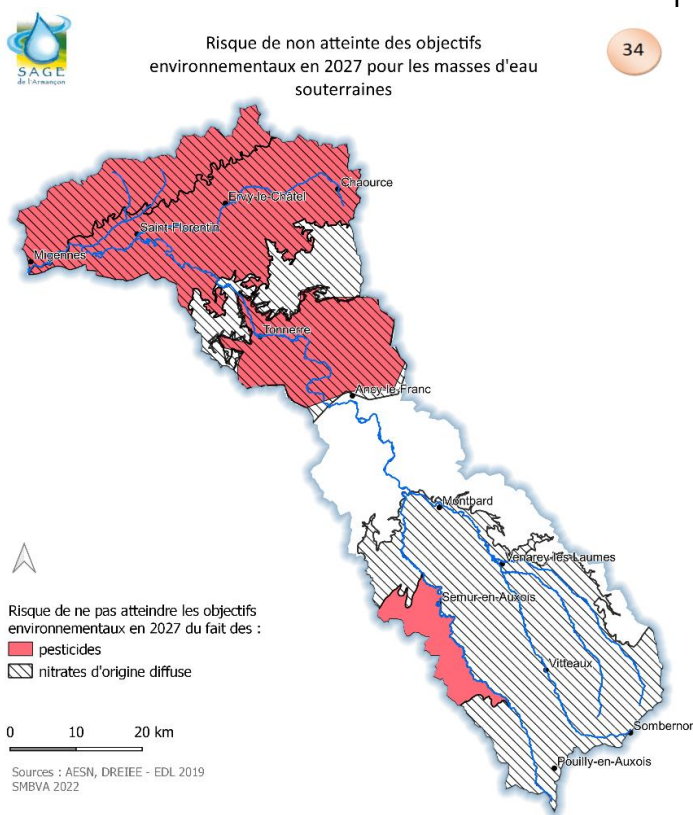 SAGE
de l'Armançon
Risque de non atteinte des objectifs
environnementaux en 2027 pour les masses d'eau
souterraines
34
Chaource
Ervy-le-Châtel
Saint-Florentin
Migennes
Tonnerre
Ancy-le-Franc
Montbard
Venarey-les-Laumes
Semur-en-Auxois
Vitteaux
Sombernon
Pouilly-en-Auxois
Risque de ne pas atteindre les objectifs
environnementaux en 2027 du fait des :
pesticides
nitrates d'origine diffuse
0 10 20 km
Sources : AESN, DREIEE - EDL 2019
SMBVA 2022